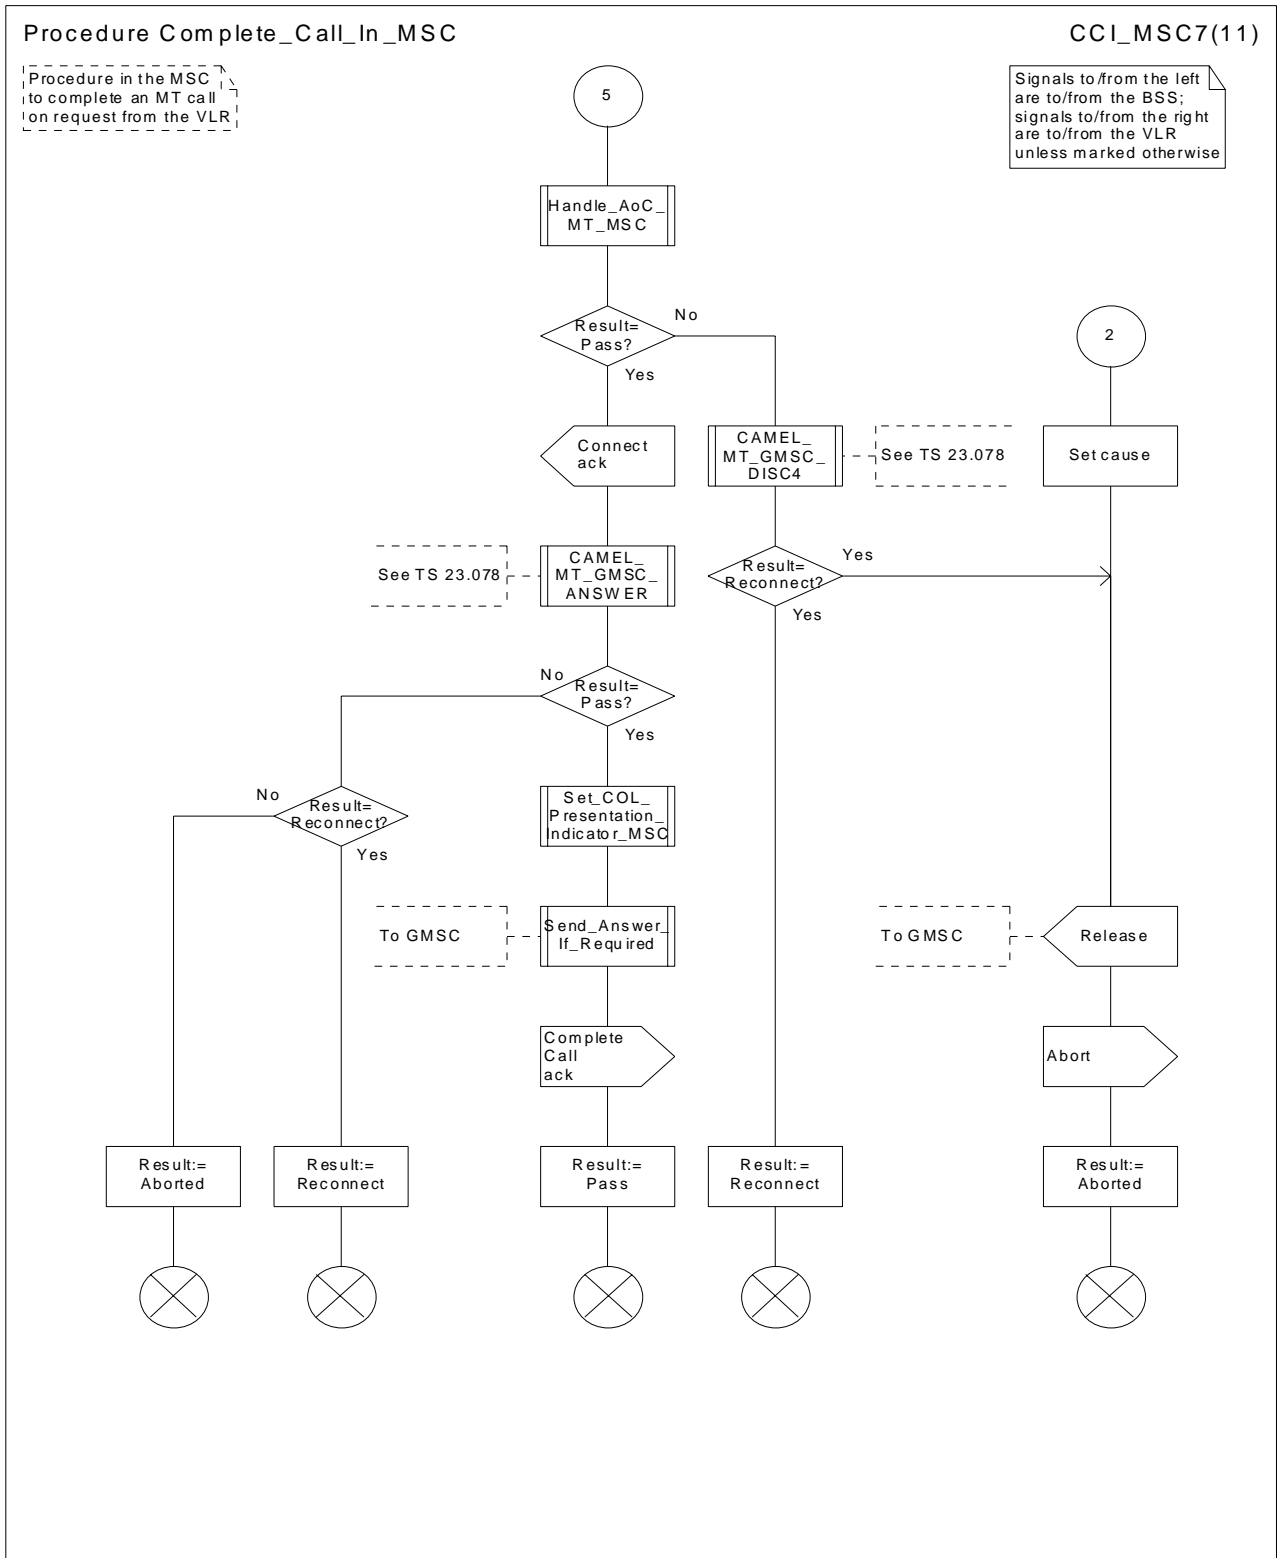 Procedure Complete_Call_In_MSC
CCI_MSC7(11)
Procedure in the MSC
to complete an MT call
on request from the VLR
Signals to/from the left
are to/from the BSS;
signals to/from the right
are to/from the VLR
unless marked otherwise
5
Handle_AoC_
MT_MSC
Result=
Pass?
No
Yes
2
Connect
ack
CAMEL_
MT_GMSC_
DISC4
See TS 23.078
Set cause
See TS 23.078
CAMEL_
MT_GMSC_
ANSWER
Result=
Reconnect?
Yes
Yes
No
Result=
Pass?
Yes
No
Result=
Reconnect?
Yes
Set_COL_
Presentation_
Indicator_MSC
To GMSC
Send_Answer_
If_Required
To GMSC
Release
Complete
Call
ack
Abort
Result:=
Aborted
Result:=
Reconnect
Result:=
Pass
Result:=
Reconnect
Result:=
Aborted